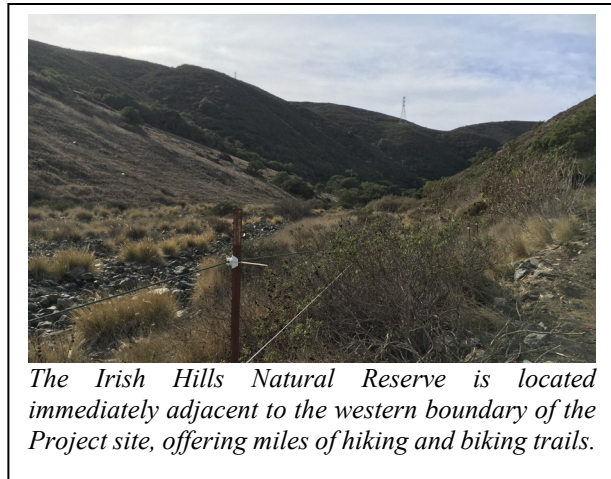 The Irish Hills Natural Reserve is located
immediately adjacent to the western boundary of the
Project site, offering miles of hiking and biking trails.